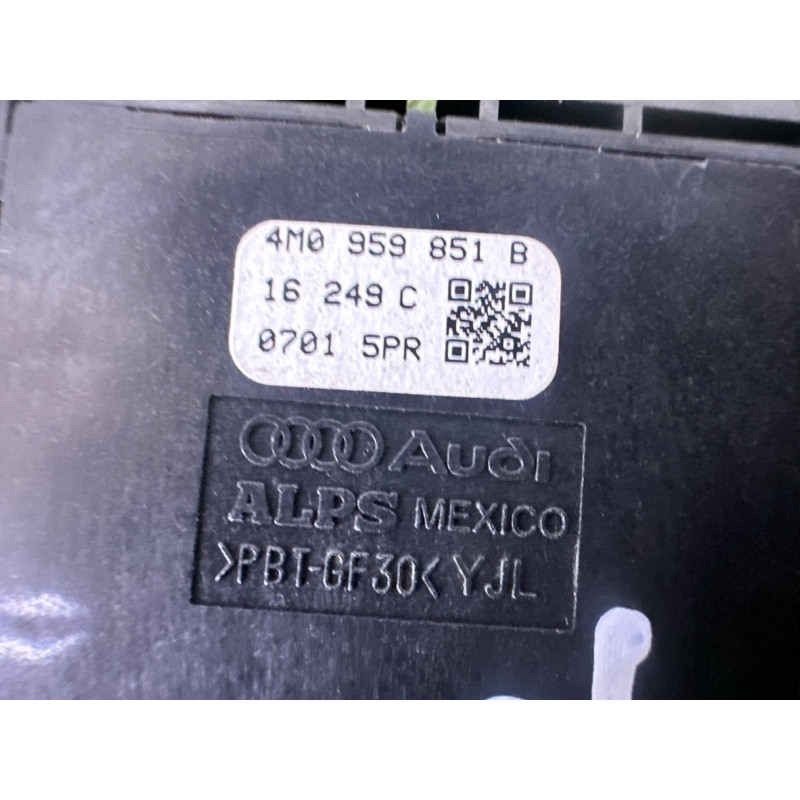 4M0 959 851 B
16 249 C
0701 5PR
Audi
ALPS MEXICO
>PBT-GF30< YJL